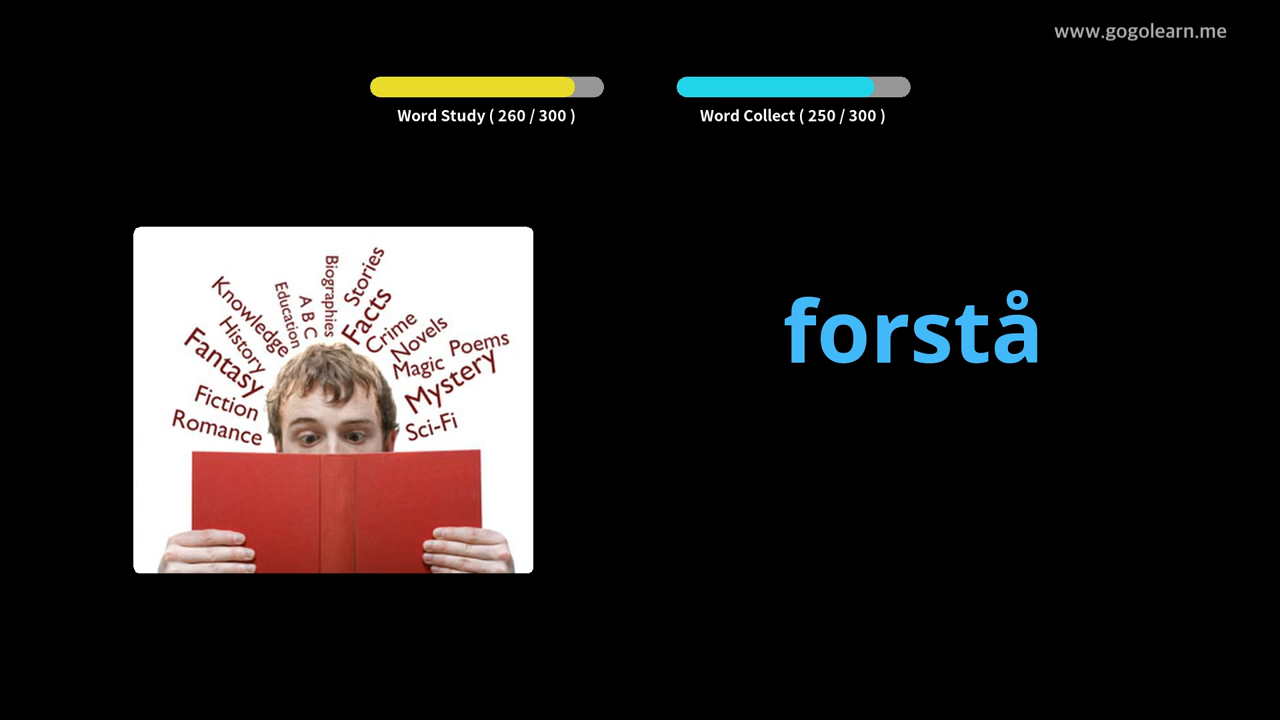 www.gogolearn.me
Word Study ( 260 / 300 )
Word Collect ( 250 / 300 )
Knowledge
Education
A B C
Biographies
Stories
Facts
Crime
Novels
Poems
History
Fantasy
Magic
Mystery
Fiction
Romance
Sci-Fi
forstå